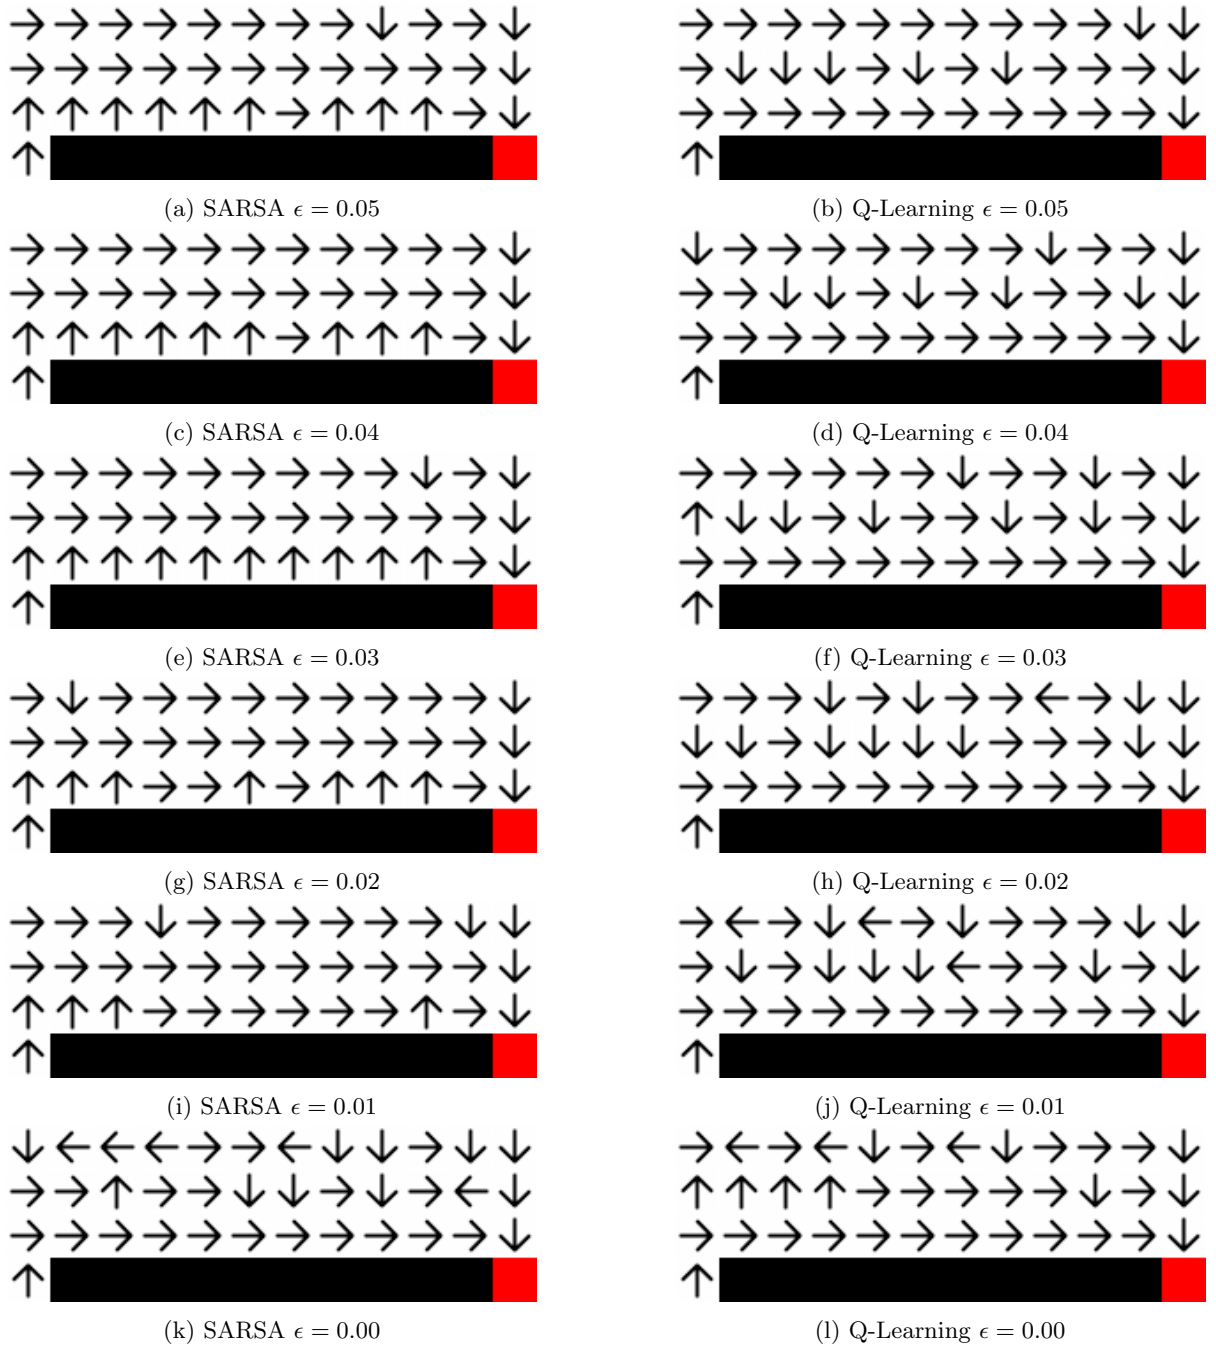 (a) SARSA ϵ = 0.05
(b) Q-Learning ϵ = 0.05
(c) SARSA ϵ = 0.04
(d) Q-Learning ϵ = 0.04
(e) SARSA ϵ = 0.03
(f) Q-Learning ϵ = 0.03
(g) SARSA ϵ = 0.02
(h) Q-Learning ϵ = 0.02
(i) SARSA ϵ = 0.01
(j) Q-Learning ϵ = 0.01
(k) SARSA ϵ = 0.00
(l) Q-Learning ϵ = 0.00